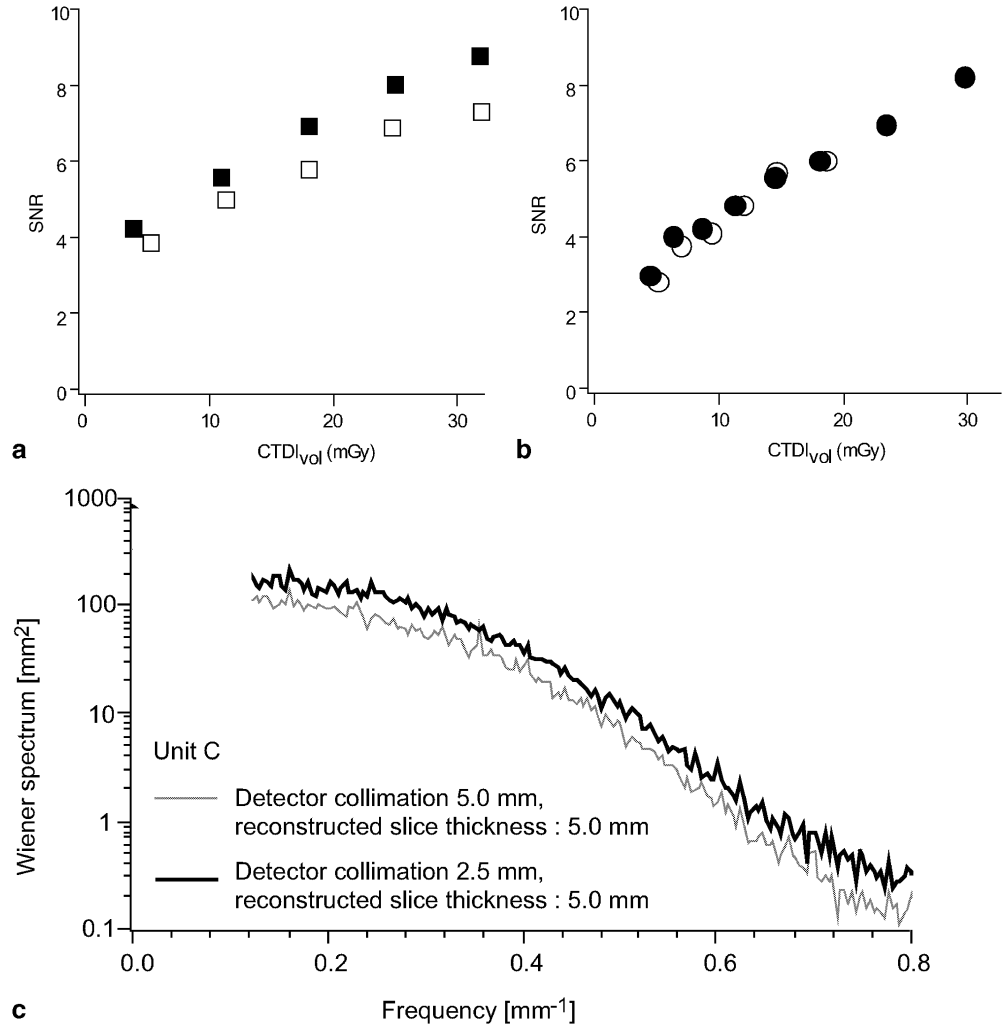 10
8
6
4
2
0
SNR
0 10 20 30
CTDIvol (mGy)
a
10
8
6
4
2
0
SNR
0 10 20 30
CTDIvol (mGy)
b
1000
100
10
1
0.1
Wiener spectrum [mm2]
Unit C
Detector collimation 5.0 mm,
reconstructed slice thickness : 5.0 mm
Detector collimation 2.5 mm,
reconstructed slice thickness : 5.0 mm
0.0 0.2 0.4 0.6 0.8
Frequency [mm-1]
c